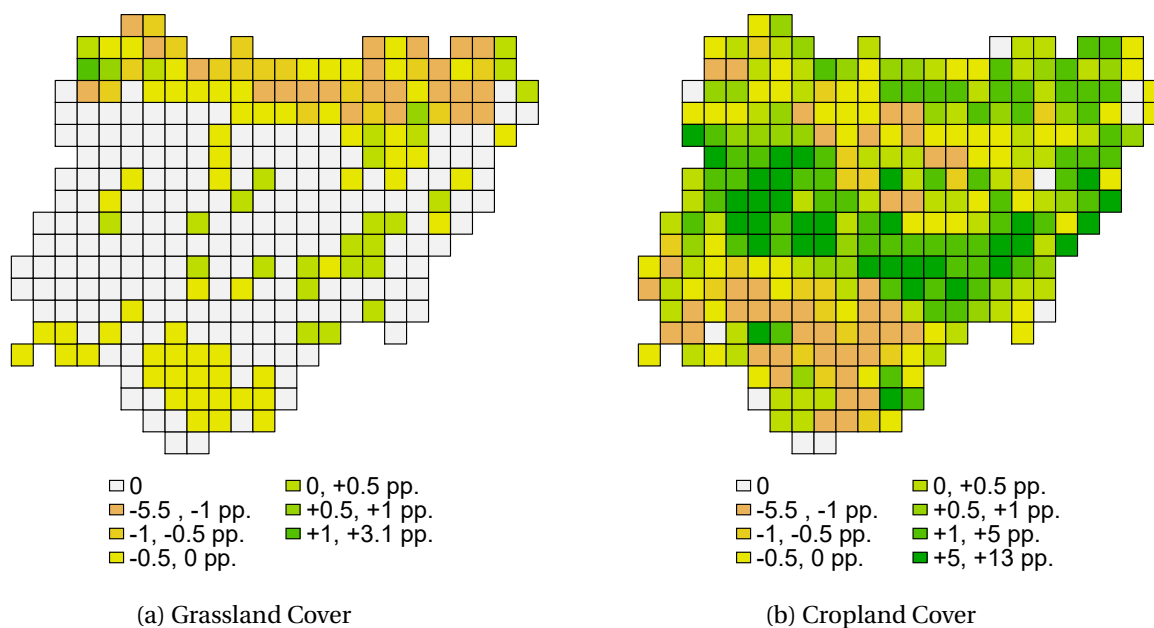 0
-5.5 , -1 pp.
-1, -0.5 pp.
-0.5, 0 pp.
0, +0.5 pp.
+0.5, +1 pp.
+1, +3.1 pp.
(a) Grassland Cover
0
-5.5 , -1 pp.
-1, -0.5 pp.
-0.5, 0 pp.
0, +0.5 pp.
+0.5, +1 pp.
+1, +5 pp.
+5, +13 pp.
(b) Cropland Cover